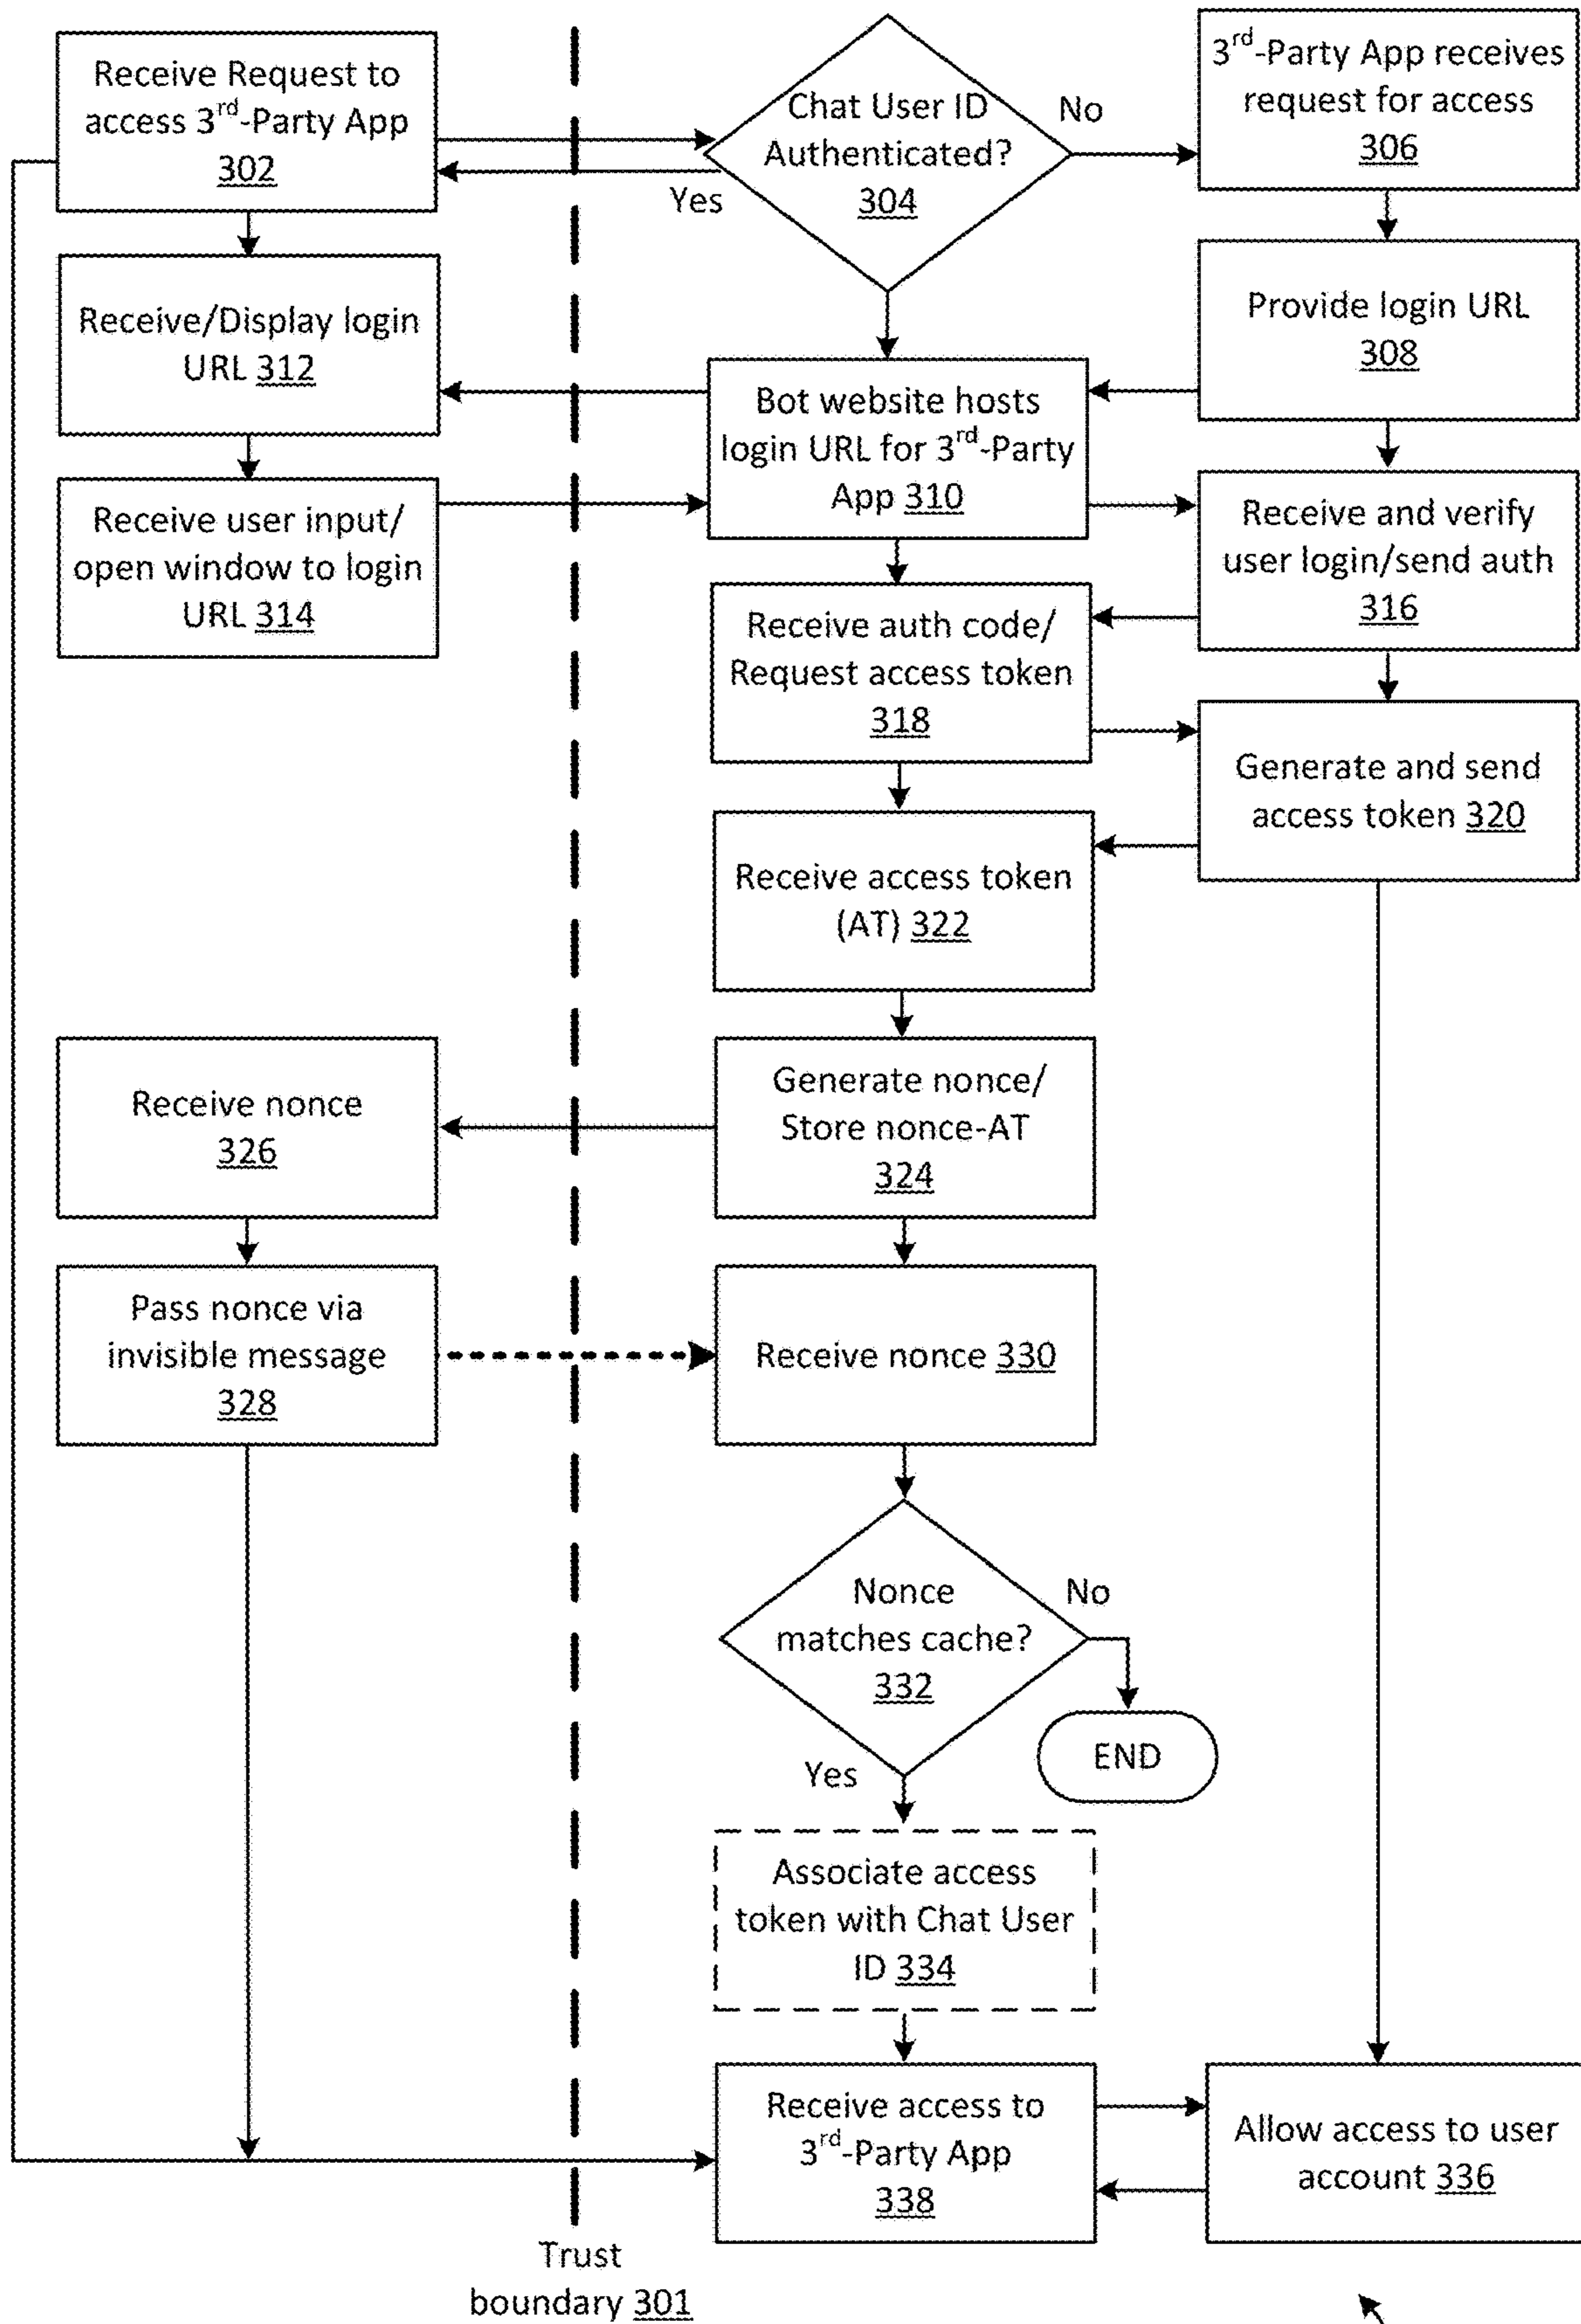 Receive Request to
access 3rd-Party App
302
Chat User ID
Authenticated?
304
No
Yes
3rd-Party App receives
request for access
306
Receive/Display login
URL 312
Provide login URL
308
Bot website hosts
login URL for 3rd-Party
App 310
Receive user input/
open window to login
URL 314
Receive and verify
user login/send auth
316
Receive auth code/
Request access token
318
Generate and send
access token 320
Receive access token
(AT) 322
Receive nonce
326
Generate nonce/
Store nonce-AT
324
Pass nonce via
invisible message
328
Receive nonce 330
Nonce
matches cache?
332
No
Yes
END
Associate access
token with Chat User
ID 334
Receive access to
3rd-Party App
338
Allow access to user
account 336
Trust
boundary 301